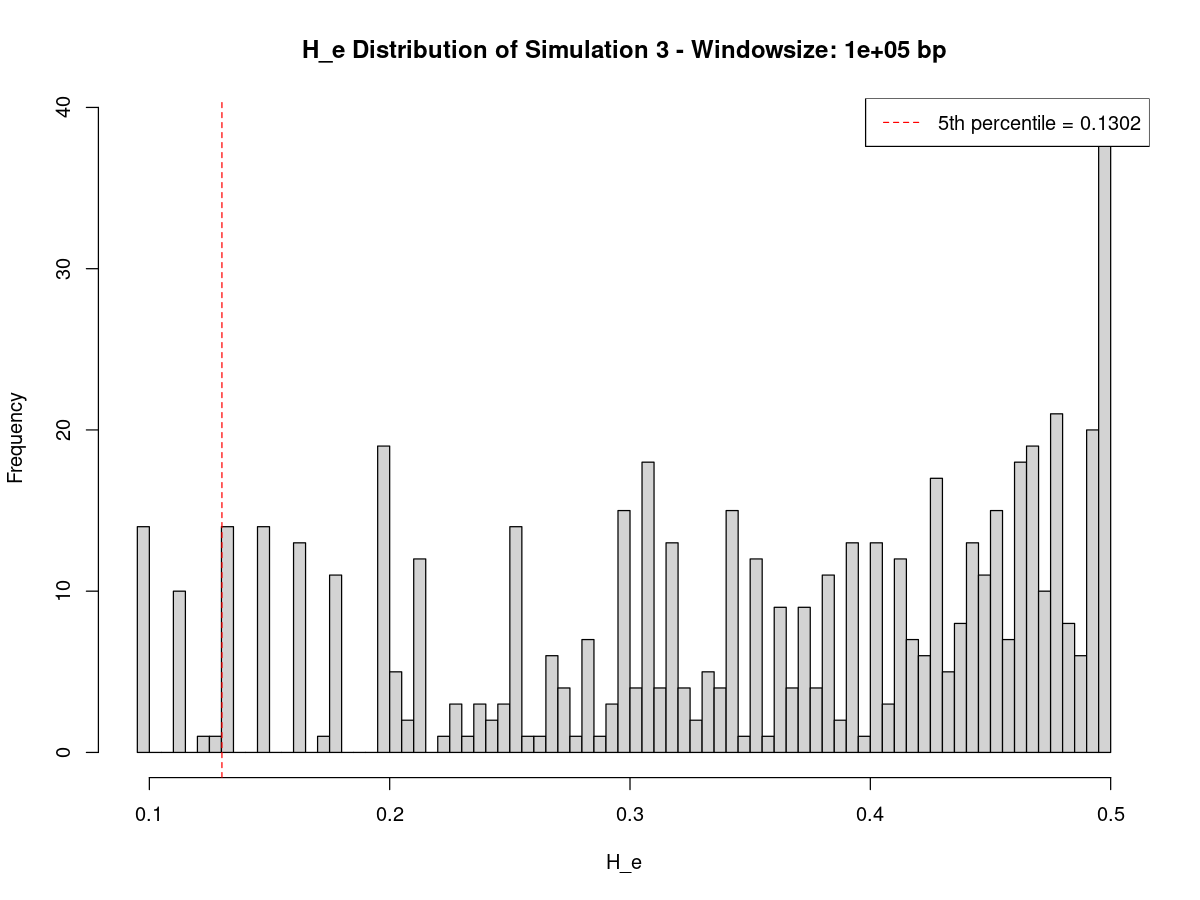 H_e Distribution of Simulation 3 - Windowsize: 1e+05 bp
5th percentile = 0.1302
Frequency
40
30
20
10
0
0.1 0.2 0.3 0.4 0.5
H_e